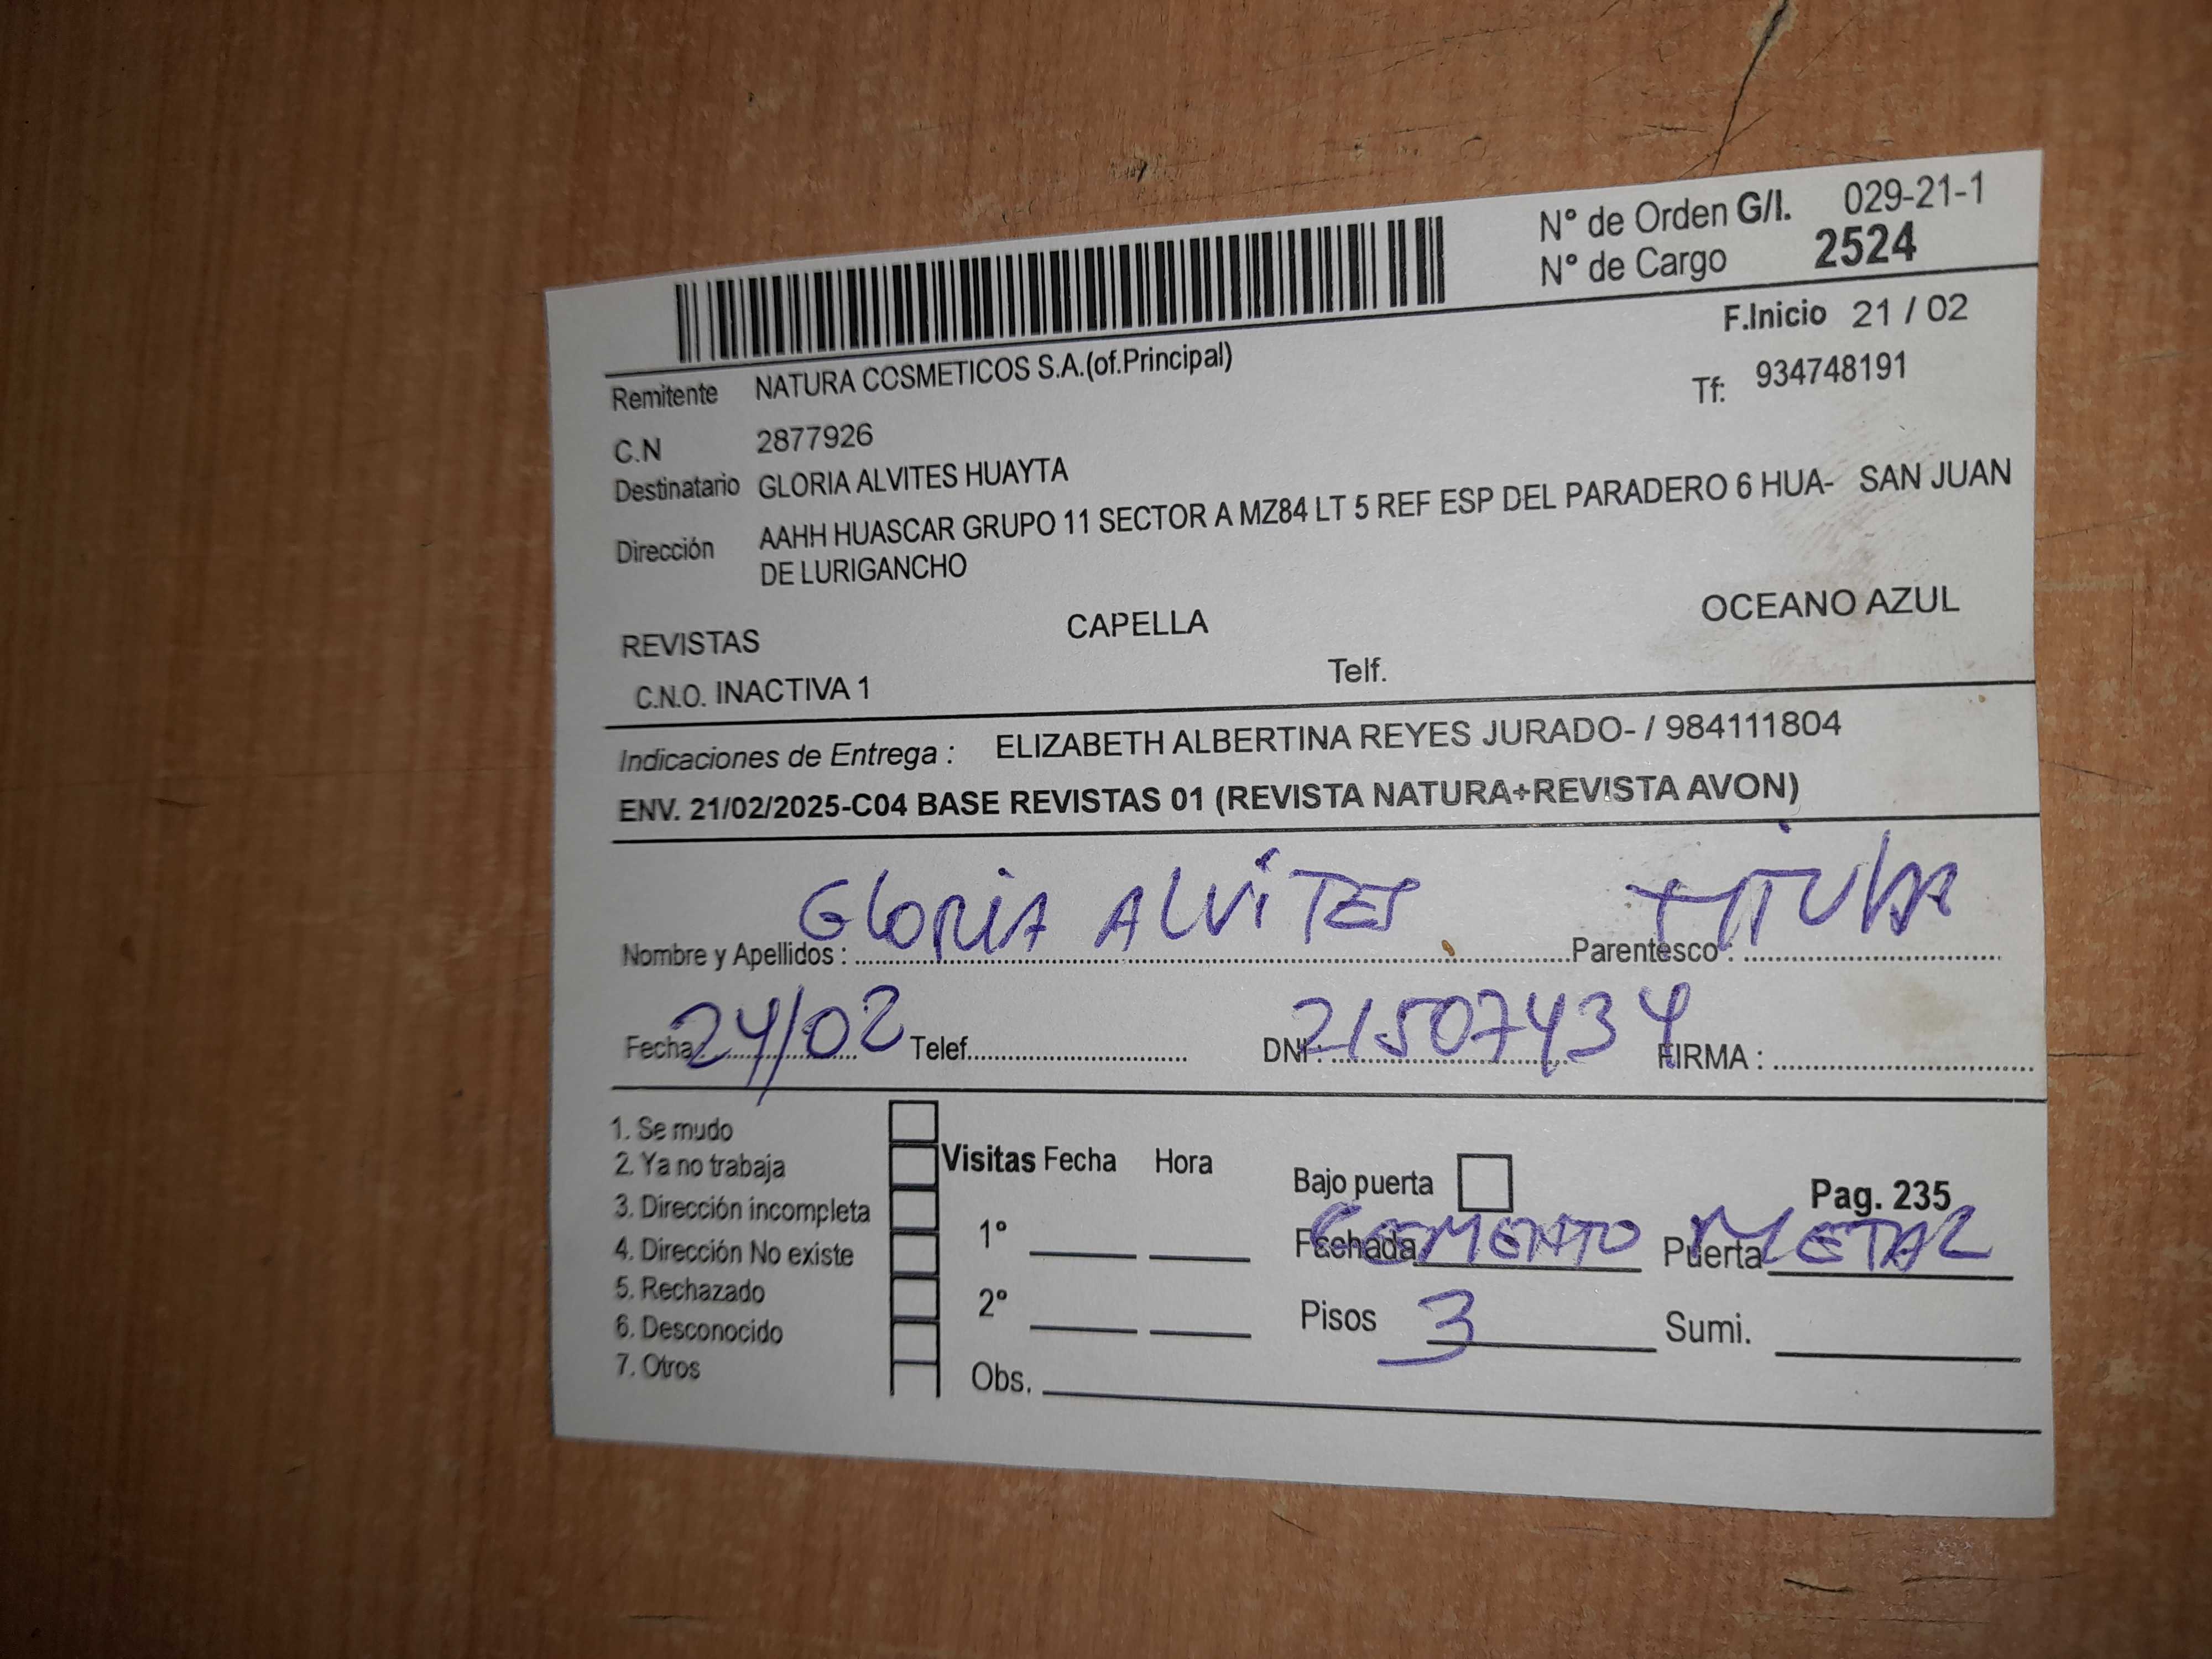 N° de Orden G/I. 029-21-1
N° de Cargo 2524
F.Inicio 21 / 02
Remitente NATURA COSMETICOS S.A.(of.Principal)
Tf: 934748191
C.N 2877926
Destinatario GLORIA ALVITES HUAYTA
Dirección AAHH HUASCAR GRUPO 11 SECTOR A MZ84 LT 5 REF ESP DEL PARADERO 6 HUA- SAN JUAN
DE LURIGANCHO
REVISTAS CAPELLA OCEANO AZUL
C.N.O. INACTIVA 1 Telf.
Indicaciones de Entrega : ELIZABETH ALBERTINA REYES JURADO- / 984111804
ENV. 21/02/2025-C04 BASE REVISTAS 01 (REVISTA NATURA+REVISTA AVON)
Nombre y Apellidos : GLORIA ALVITES Parentesco : TITULAR
Fecha 24/02 Telef. DNI : 21507434 FIRMA :
1. Se mudo
2. Ya no trabaja
3. Dirección incompleta
4. Dirección No existe
5. Rechazado
6. Desconocido
7. Otros
Visitas Fecha Hora
1°
2°
Obs.
Bajo puerta Pag. 235
Fachada CEMENTO Puerta METAL
Pisos 3 Sumi.